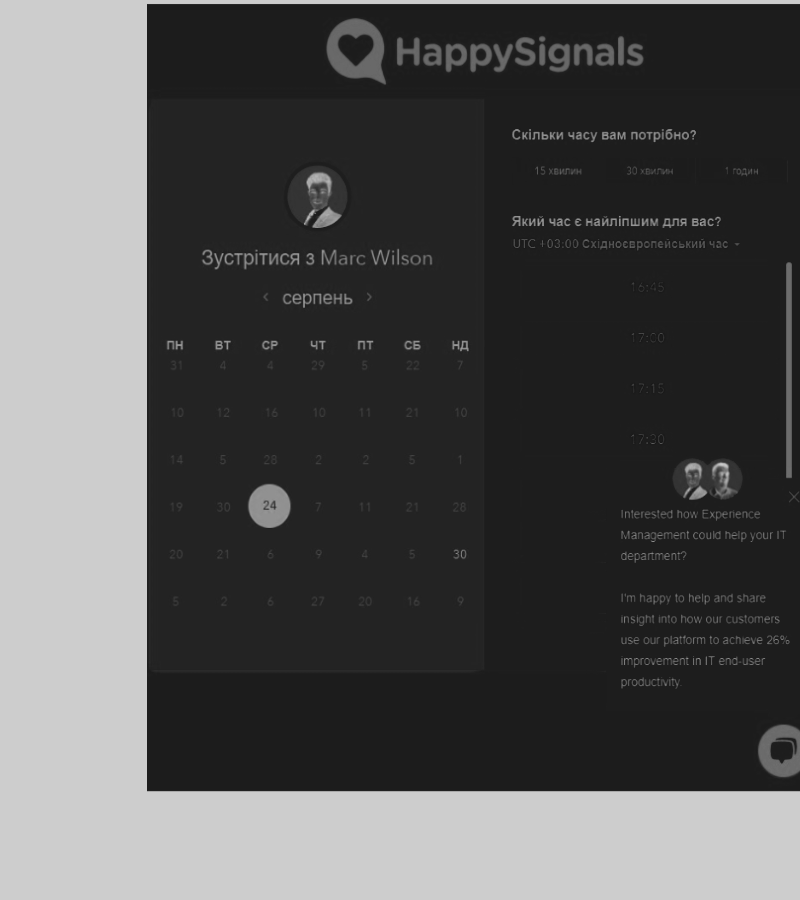 HappySignals
Зустрітися з Marc Wilson
серпень
ПН ВТ СР ЧТ ПТ СБ НД
31 4 4 29 5 22 7
10 12 16 10 11 21 10
14 5 28 2 2 5 1
19 30 24 7 11 21 28
20 21 6 9 4 5 30
5 2 6 27 20 16 9
Скільки часу вам потрібно?
15 хвилин 30 хвилин 1 годин
Який час є найліпшим для вас?
UTC +03:00 Східноєвропейський час
16:45
17:00
17:15
17:30
Interested how Experience
Management could help your IT
department?
I'm happy to help and share
insight into how our customers
use our platform to achieve 26%
improvement in IT end-user
productivity.